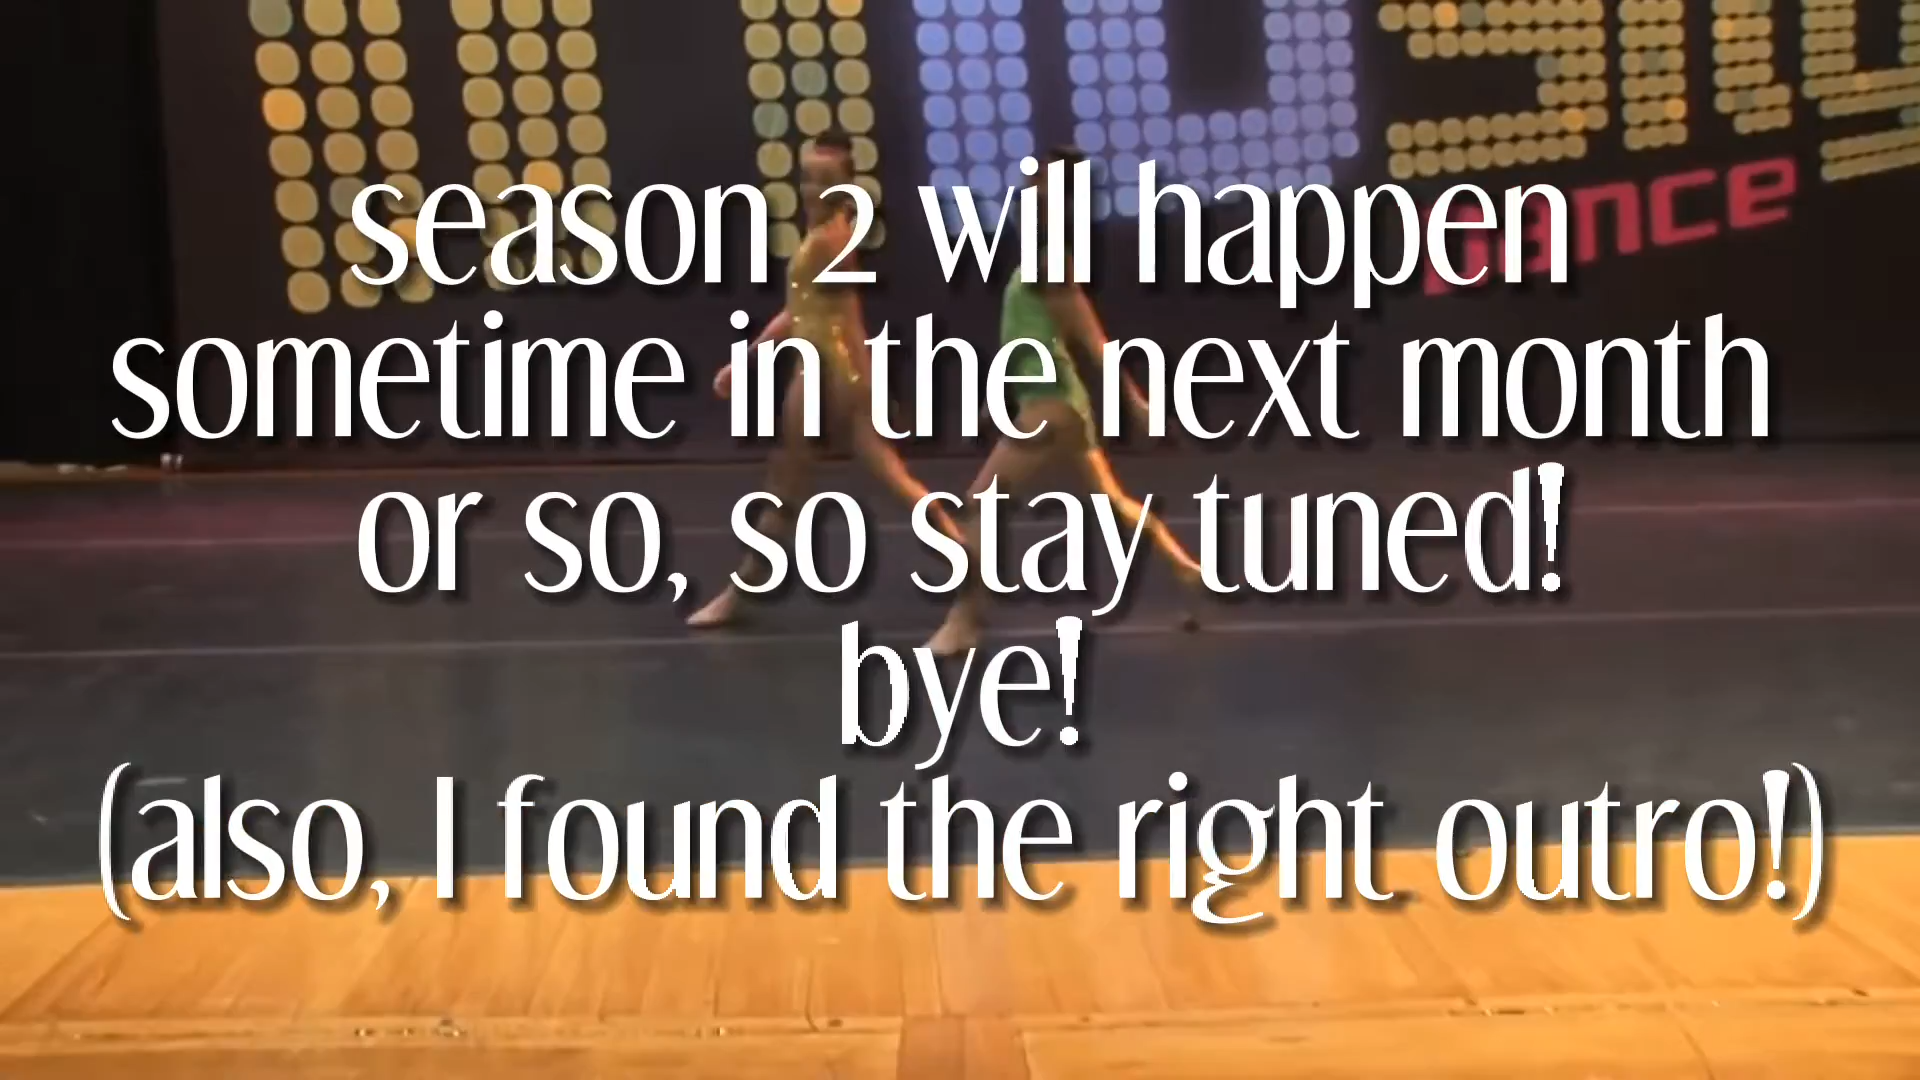 season 2 will happen
sometime in the next month
or so, so stay tuned!
bye!
(also, I found the right outro!)